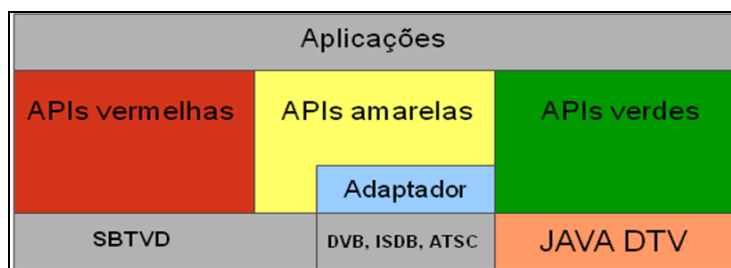 Aplicações
APIs vermelhas
APIs amarelas
APIs verdes
Adaptador
SBTVD
DVB, ISDB, ATSC
JAVA DTV